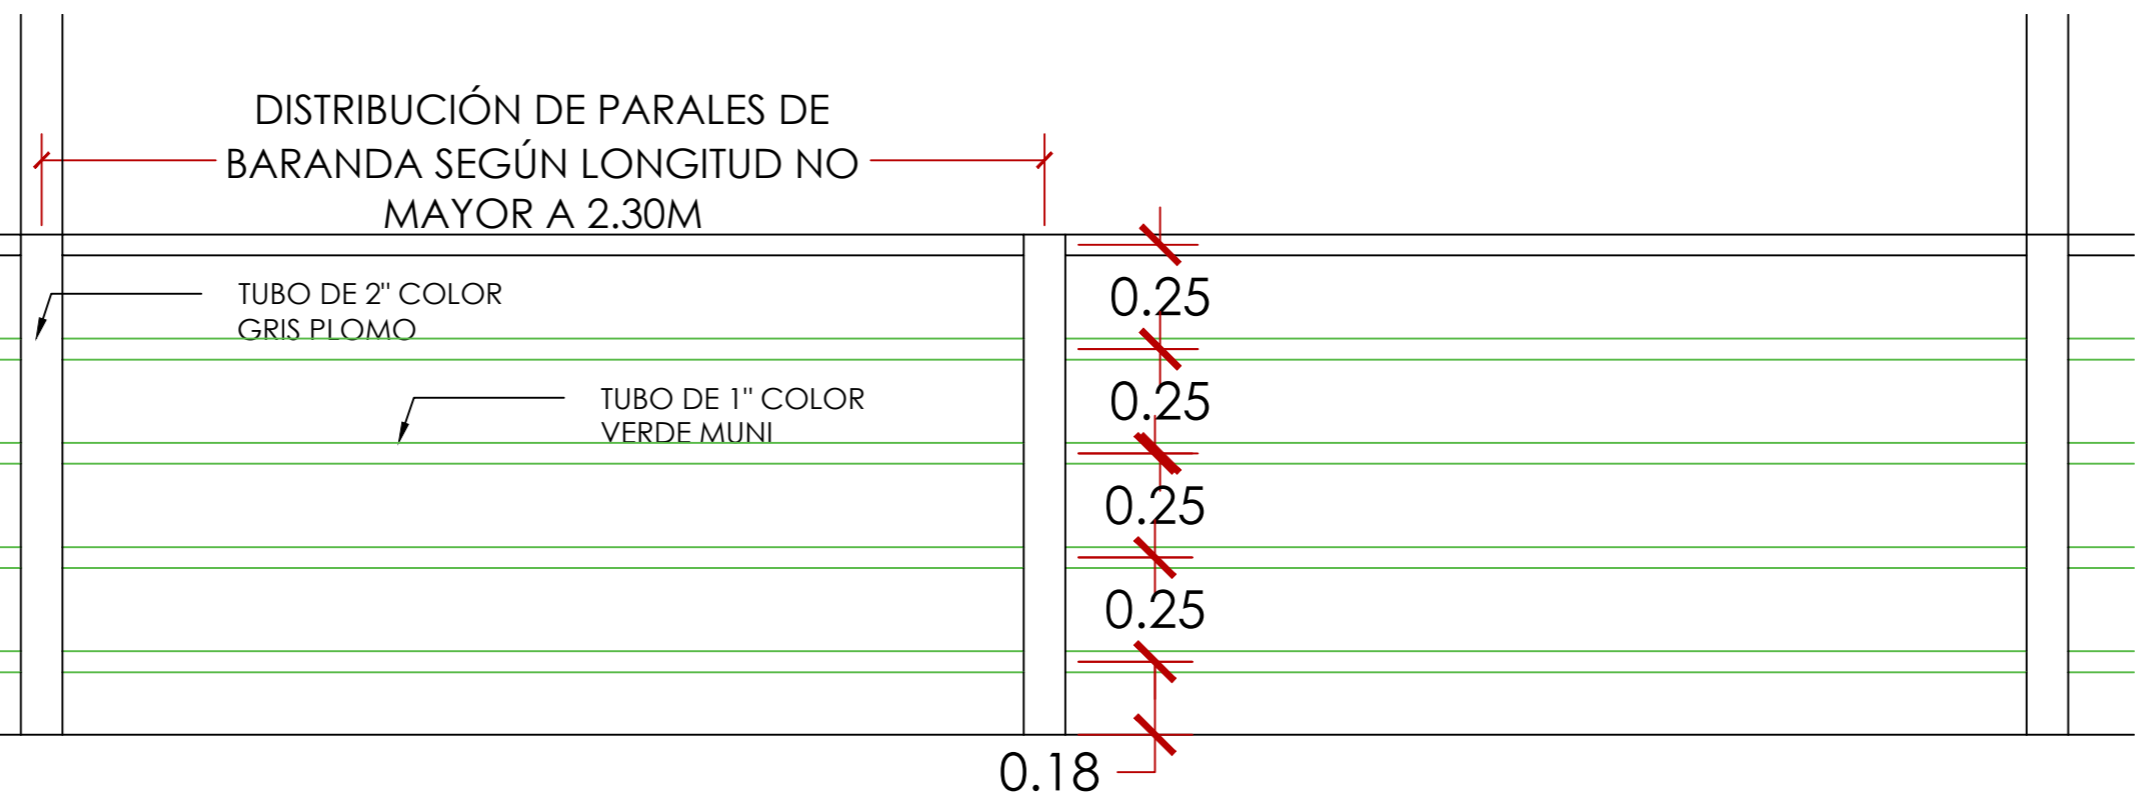 DISTRIBUCIÓN DE PARALES DE
BARANDA SEGÚN LONGITUD NO
MAYOR A 2.30M
TUBO DE 2" COLOR
GRIS PLOMO
0.25
TUBO DE 1" COLOR
VERDE MUNI
0.25
0.25
0.25
0.18